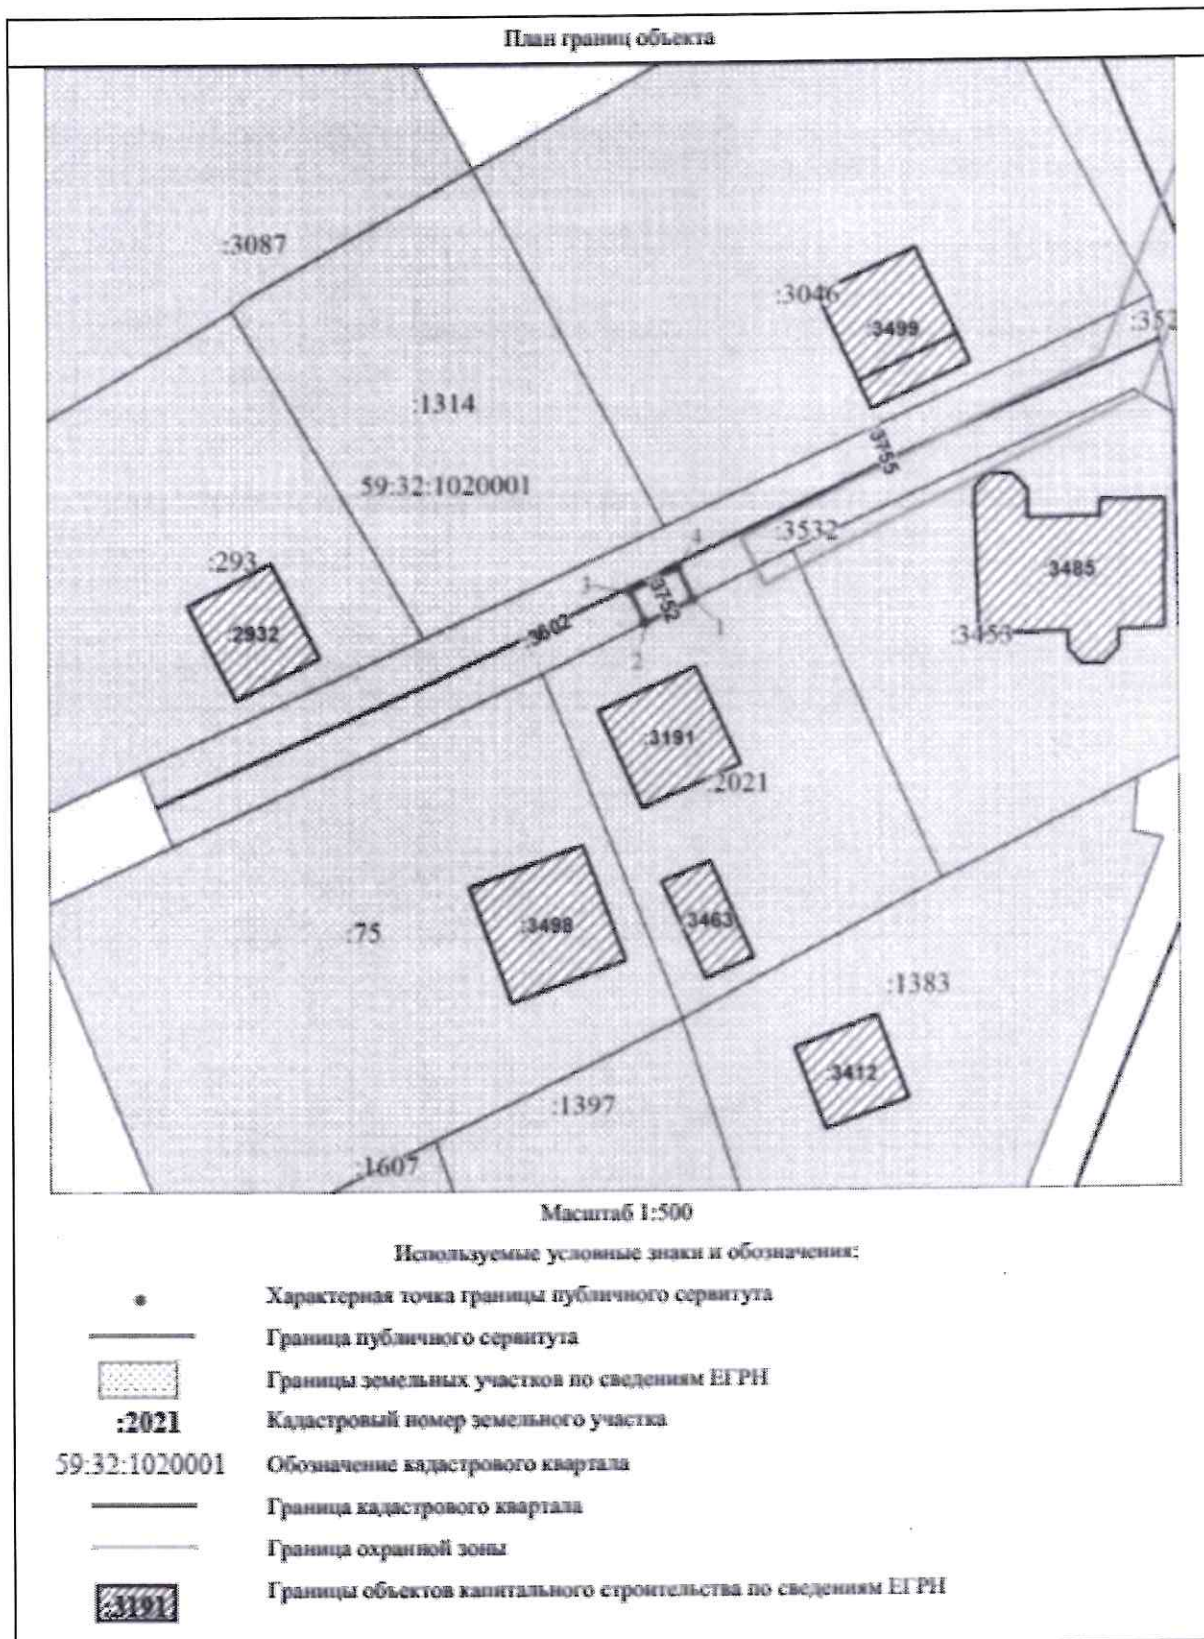 План границ объекта
:3087
:3046
:3499
:352
:1314
3755
59:32:1020001
:3532
4
:293
3
3752
3485
:2932
:3602
1
:3453
2
:3191
:2021
:75
:3498
3463
:1383
:3412
:1397
:1607
Масштаб 1:500
Используемые условные знаки и обозначения:
Характерная точка границы публичного сервитута
Граница публичного сервитута
Границы земельных участков по сведениям ЕГРН
:2021 Кадастровый номер земельного участка
59:32:1020001 Обозначение кадастрового квартала
Граница кадастрового квартала
Граница охранной зоны
:3191 Границы объектов капитального строительства по сведениям ЕГРН